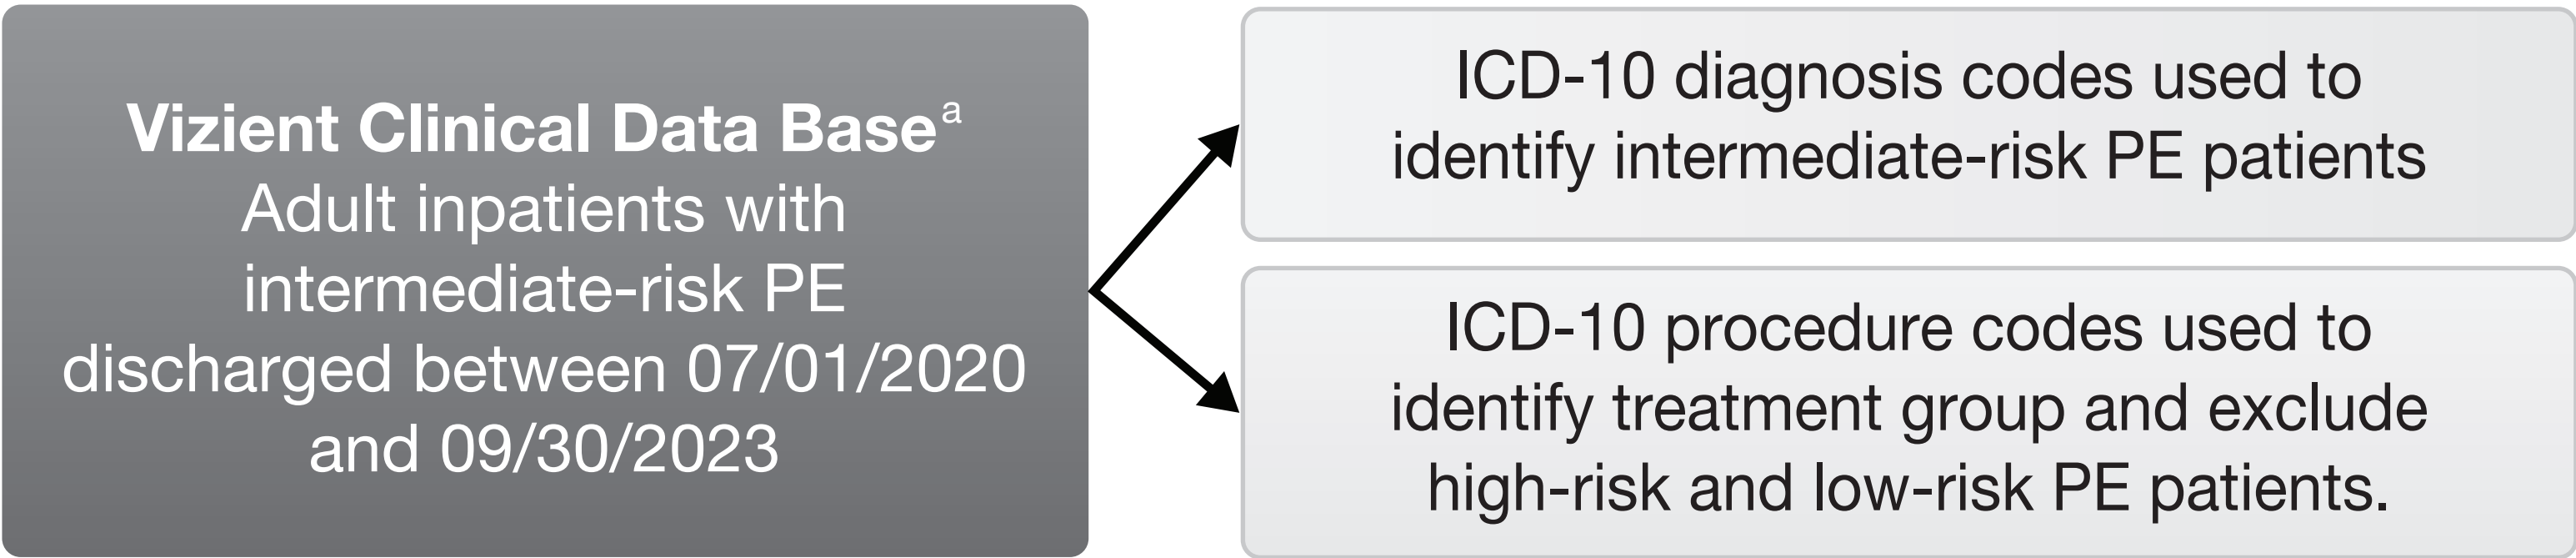 Vizient Clinical Data Baseª
Adult inpatients with
intermediate-risk PE
discharged between 07/01/2020
and 09/30/2023
ICD-10 diagnosis codes used to
identify intermediate-risk PE patients
ICD-10 procedure codes used to
identify treatment group and exclude
high-risk and low-risk PE patients.